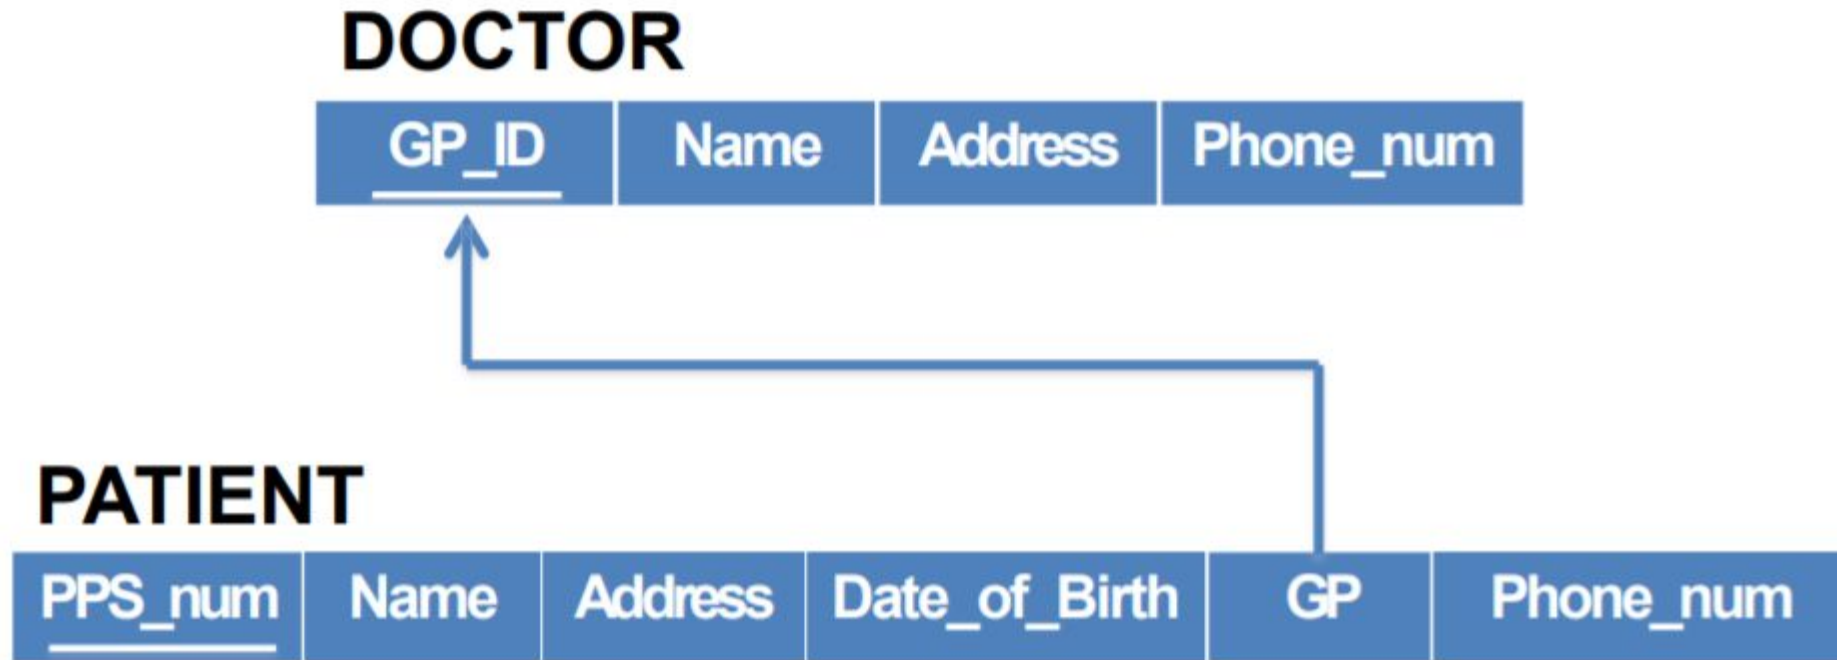 DOCTOR
GP_ID Name Address Phone_num
PATIENT
PPS_num Name Address Date_of_Birth GP Phone_num